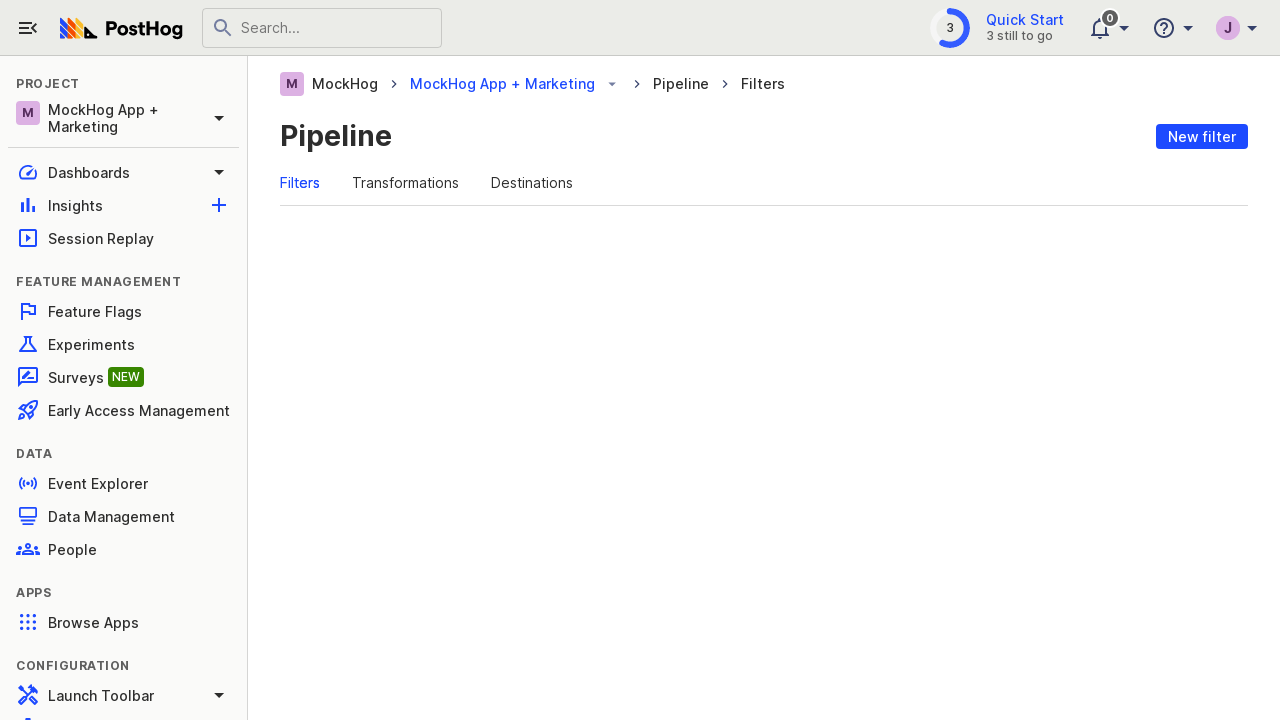 PostHog
Search...
3
Quick Start
3 still to go
0
J
PROJECT
M
MockHog App +
Marketing
Dashboards
Insights
Session Replay
FEATURE MANAGEMENT
Feature Flags
Experiments
Surveys NEW
Early Access Management
DATA
Event Explorer
Data Management
People
APPS
Browse Apps
CONFIGURATION
Launch Toolbar
M MockHog MockHog App + Marketing Pipeline Filters
Pipeline
New filter
Filters Transformations Destinations